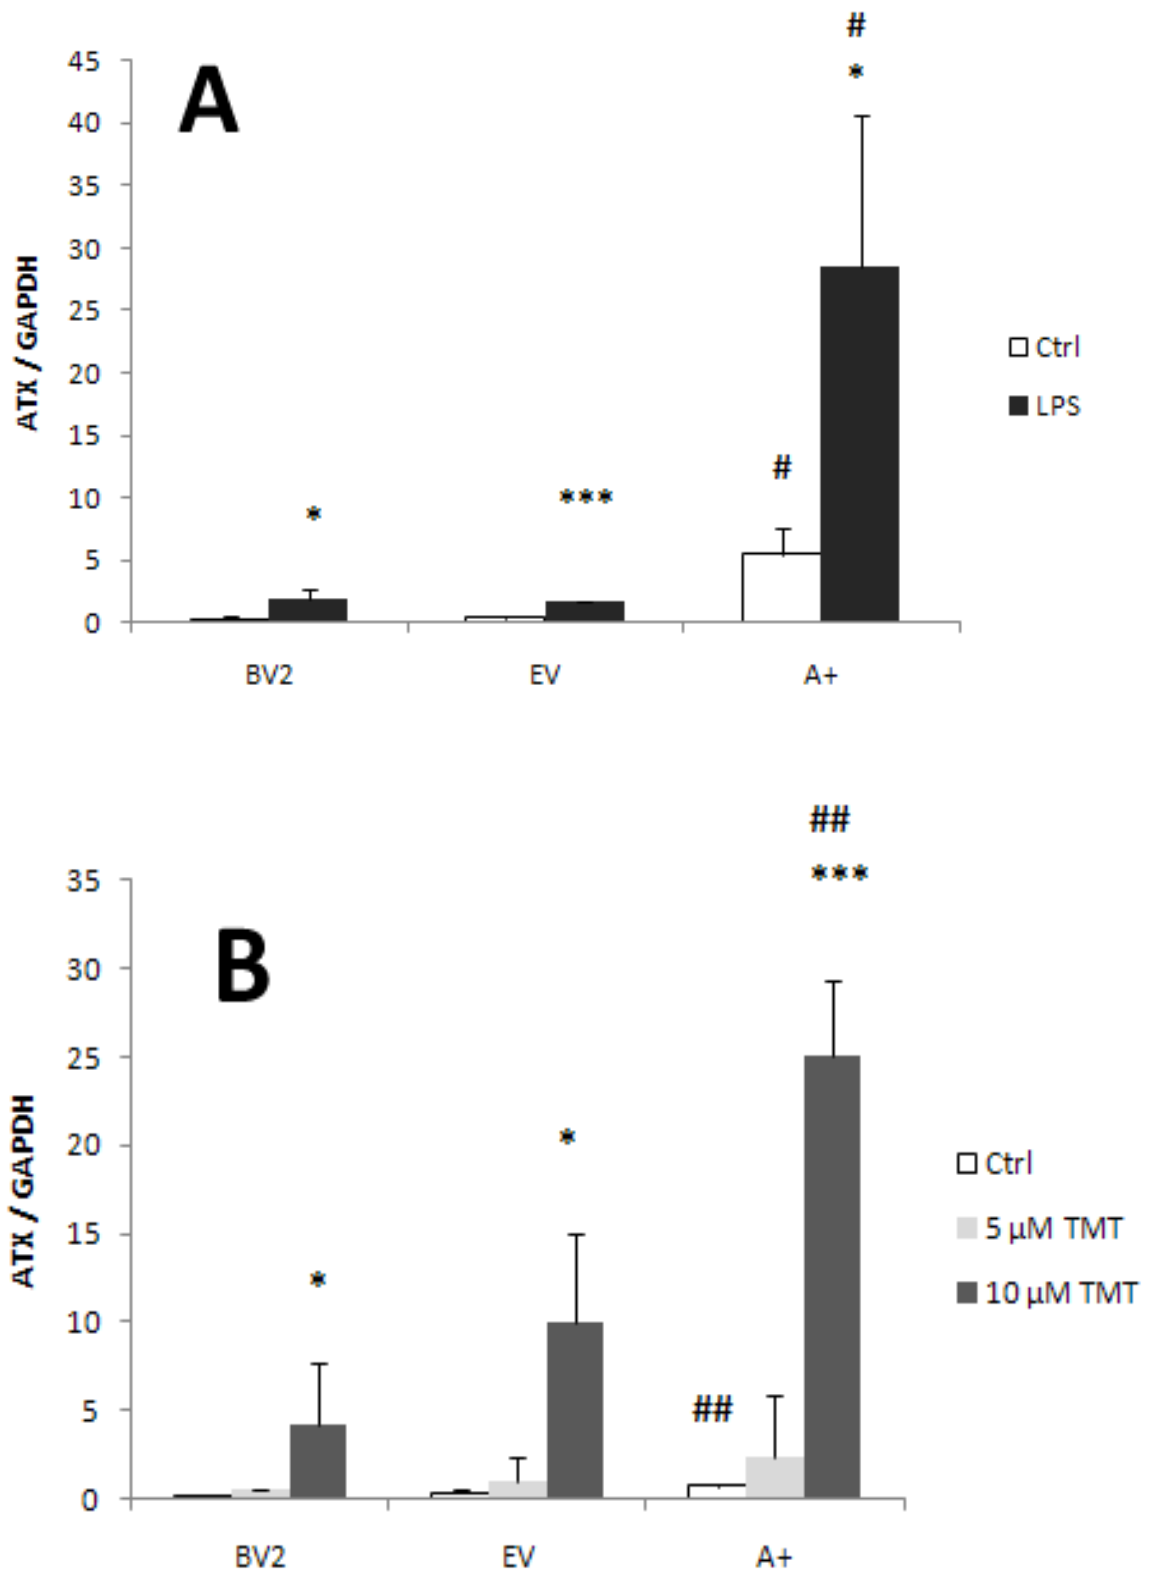 #
*
45
A
40
35
30
25
20
15
10
5
0
ATX / GAPDH
#
*
***
Ctrl
LPS
BV2
EV
A+
##
***
35
B
30
25
20
15
10
5
0
ATX / GAPDH
*
*
##
Ctrl
5 μM TMT
10 μM TMT
BV2
EV
A+